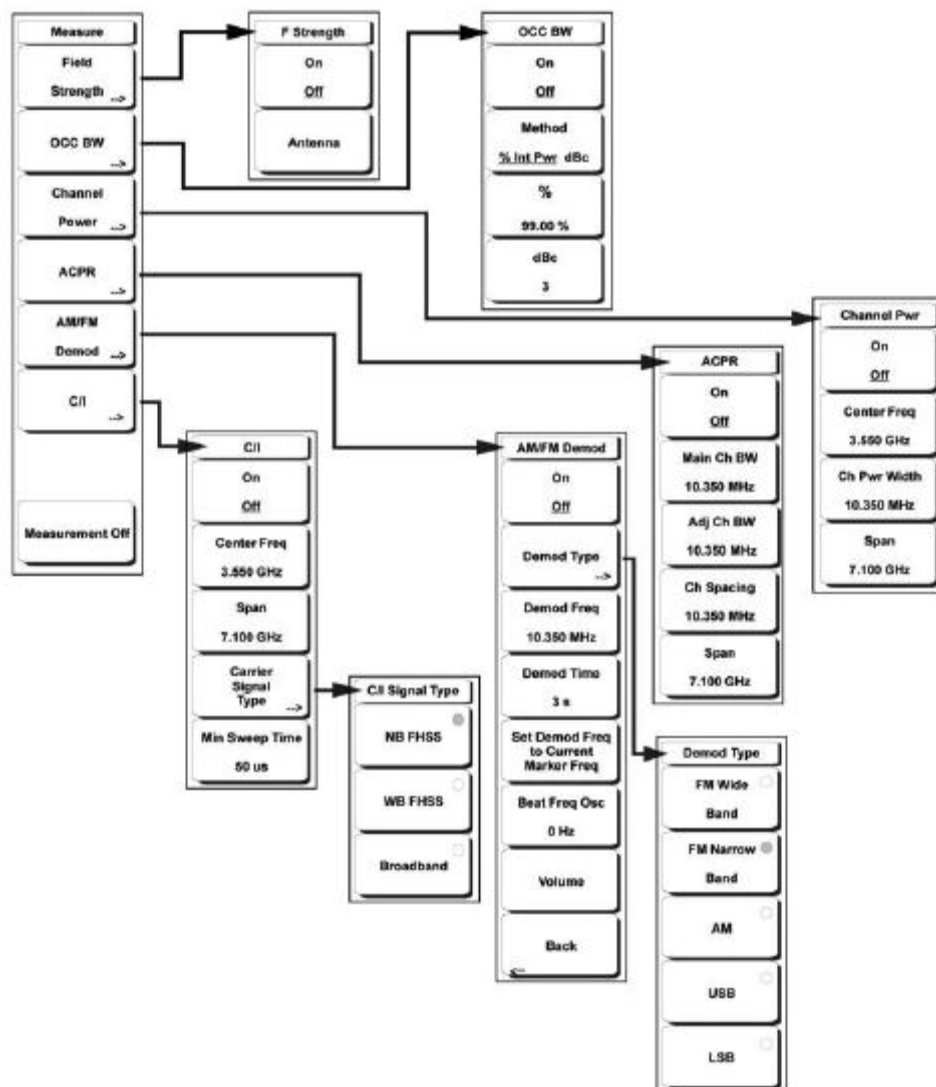 Measure
Field
Strength
-->
OCC BW
-->
Channel
Power
-->
ACPR
-->
AM/FM
Demod
-->
C/I
-->
Measurement Off
F Strength
On
Off
Antenna
OCC BW
On
Off
Method
% Int Pwr dBc
%
99.00 %
dBc
3
Channel Pwr
On
Off
Center Freq
3.550 GHz
Ch Pwr Width
10.350 MHz
Span
7.100 GHz
ACPR
On
Off
Main Ch BW
10.350 MHz
Adj Ch BW
10.350 MHz
Ch Spacing
10.350 MHz
Span
7.100 GHz
C/I
On
Off
Center Freq
3.550 GHz
Span
7.100 GHz
Carrier
Signal
Type
-->
Min Sweep Time
50 us
C/I Signal Type
NB FHSS
WB FHSS
Broadband
AM/FM Demod
On
Off
Demod Type
-->
Demod Freq
10.350 MHz
Demod Time
3 s
Set Demod Freq
to Current
Marker Freq
Beat Freq Osc
0 Hz
Volume
Back
<--
Demod Type
FM Wide
Band
FM Narrow
Band
AM
USB
LSB